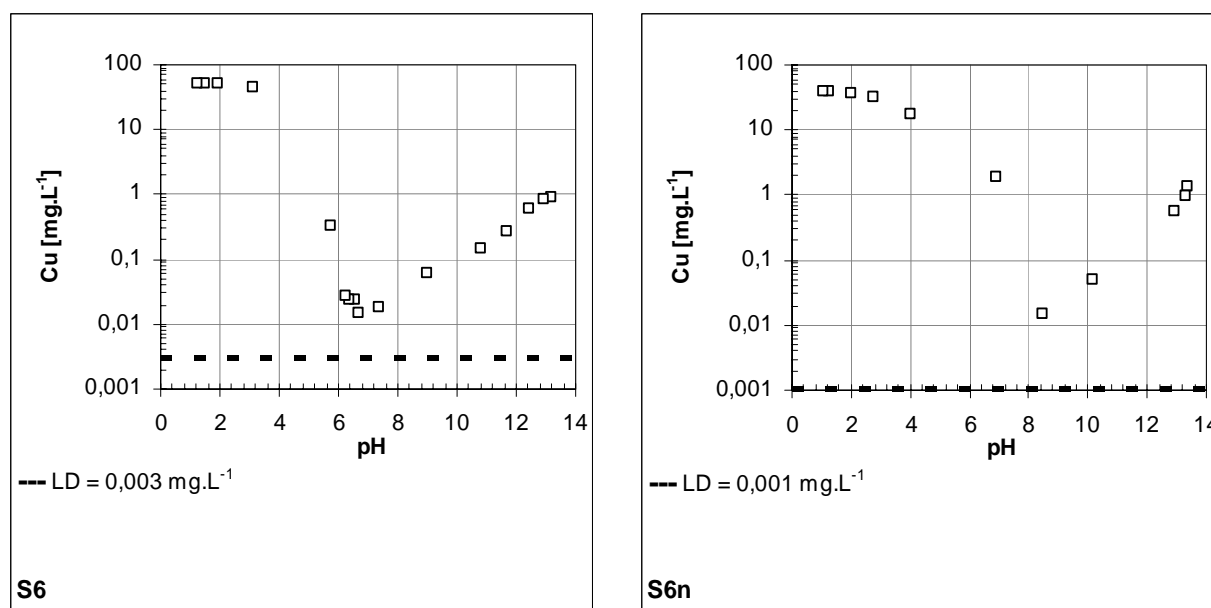 100
10
1
0,1
0,01
0,001
Cu [mg.L-1]
0 2 4 6 8 10 12 14
pH
--- LD = 0,003 mg.L-1
S6
100
10
1
0,1
0,01
0,001
Cu [mg.L-1]
0 2 4 6 8 10 12 14
pH
--- LD = 0,001 mg.L-1
S6n